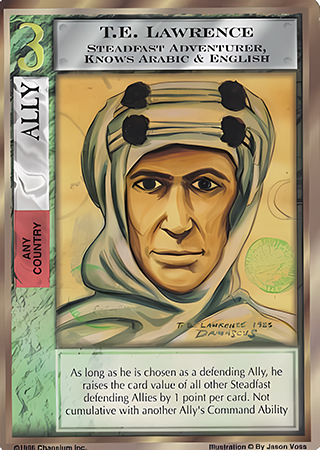 3
T.E. LAWRENCE
STEADFAST ADVENTURER,
KNOWS ARABIC & ENGLISH
ALLY
ANY
COUNTRY
T.E. LAWRENCE 1925
DAMASCUS
As long as he is chosen as a defending Ally, he
raises the card value of all other Steadfast
defending Allies by 1 point per card. Not
cumulative with another Ally's Command Ability
©1996 Chaosium Inc.
Illustration © By Jason Voss